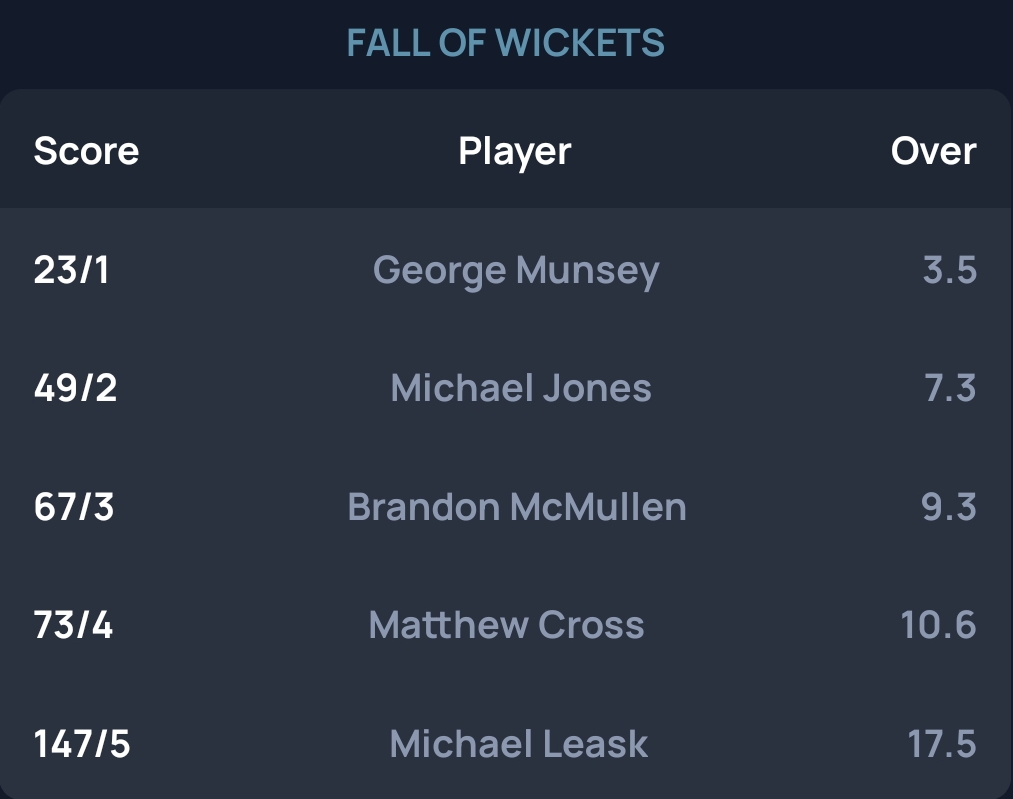 FALL OF WICKETS
Score Player Over
23/1 George Munsey 3.5
49/2 Michael Jones 7.3
67/3 Brandon McMullen 9.3
73/4 Matthew Cross 10.6
147/5 Michael Leask 17.5